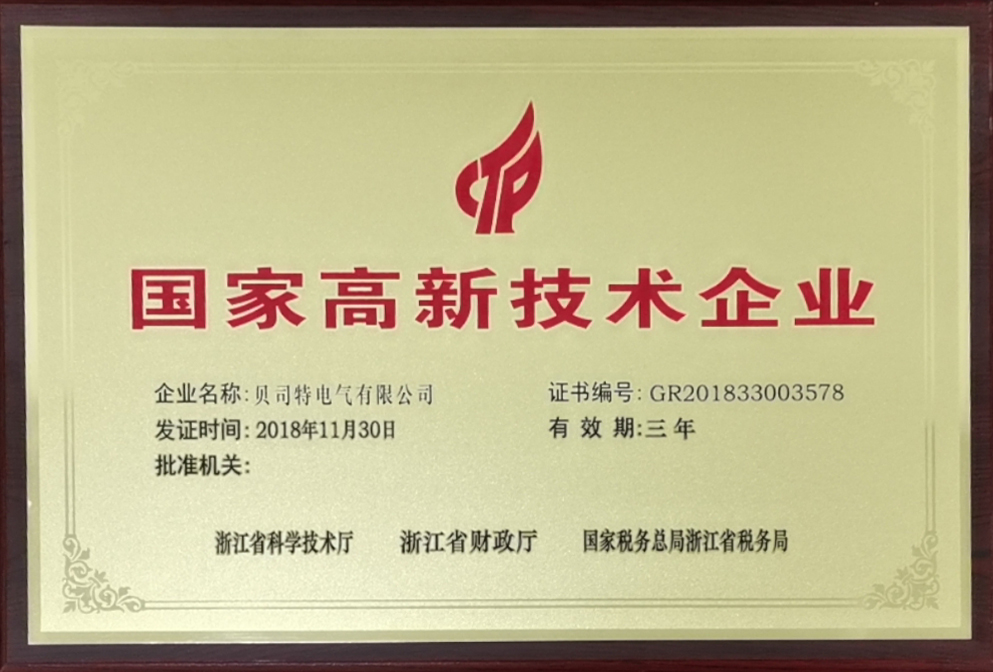 CTP
国家高新技术企业
企业名称:贝司特电气有限公司 证书编号: GR201833003578
发证时间: 2018年11月30日 有效期:三年
批准机关:
浙江省科学技术厅 浙江省财政厅 国家税务总局浙江省税务局